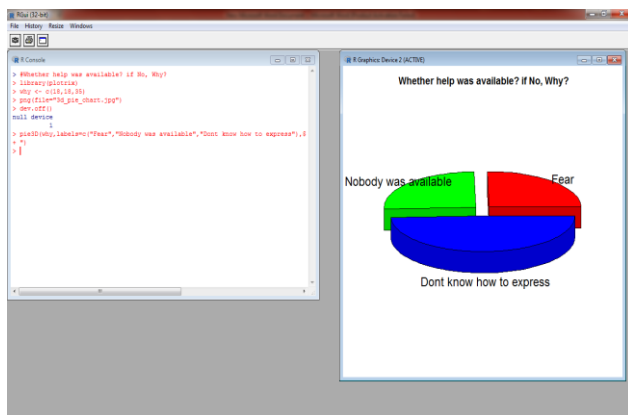 RGui (32-bit)
File History Resize Windows
R Console
> #Whether help was available? if No, Why?
> library(plotrix)
> why <- c(18,18,35)
> png(file="3d_pie_chart.jpg")
> dev.off()
null device
1
> pie3D(why,labels=c("Fear","Nobody was available","Dont know how to express"),$
+ ")
>
R Graphics: Device 2 (ACTIVE)
Whether help was available? if No, Why?
Nobody was available
Fear
Dont know how to express